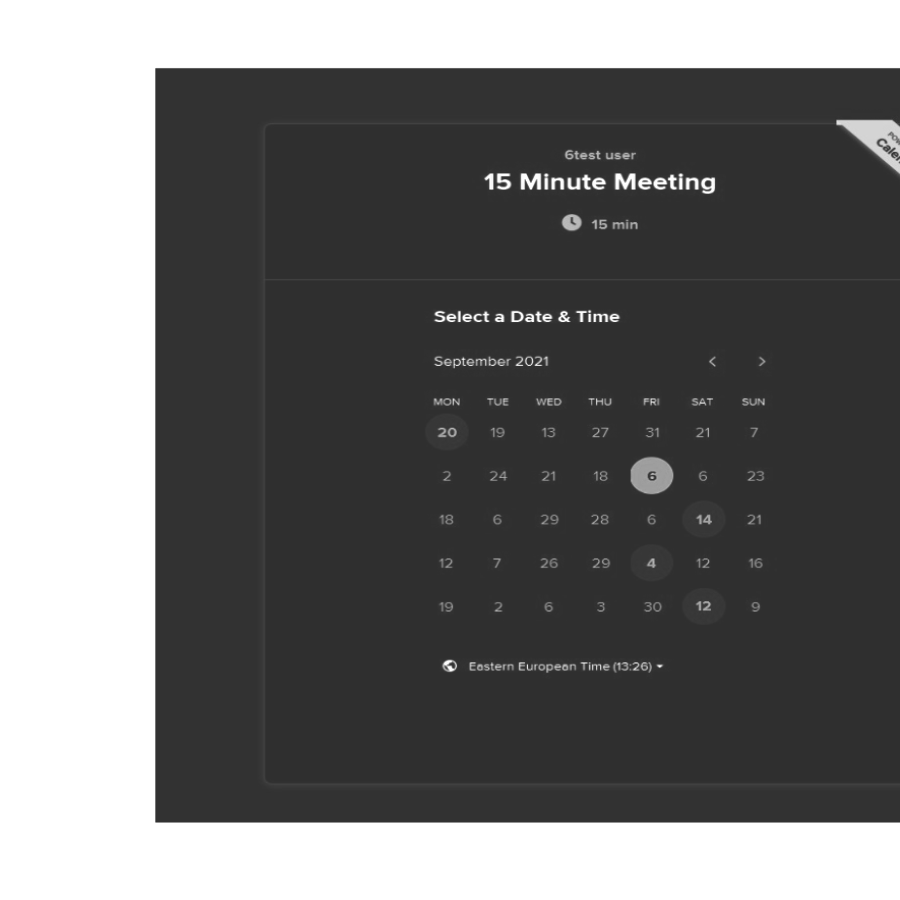 6test user
15 Minute Meeting
15 min
Select a Date & Time
September 2021
MON TUE WED THU FRI SAT SUN
20 19 13 27 31 21 7
2 24 21 18 6 6 23
18 6 29 28 6 14 21
12 7 26 29 4 12 16
19 2 6 3 30 12 9
Eastern European Time (13:26)